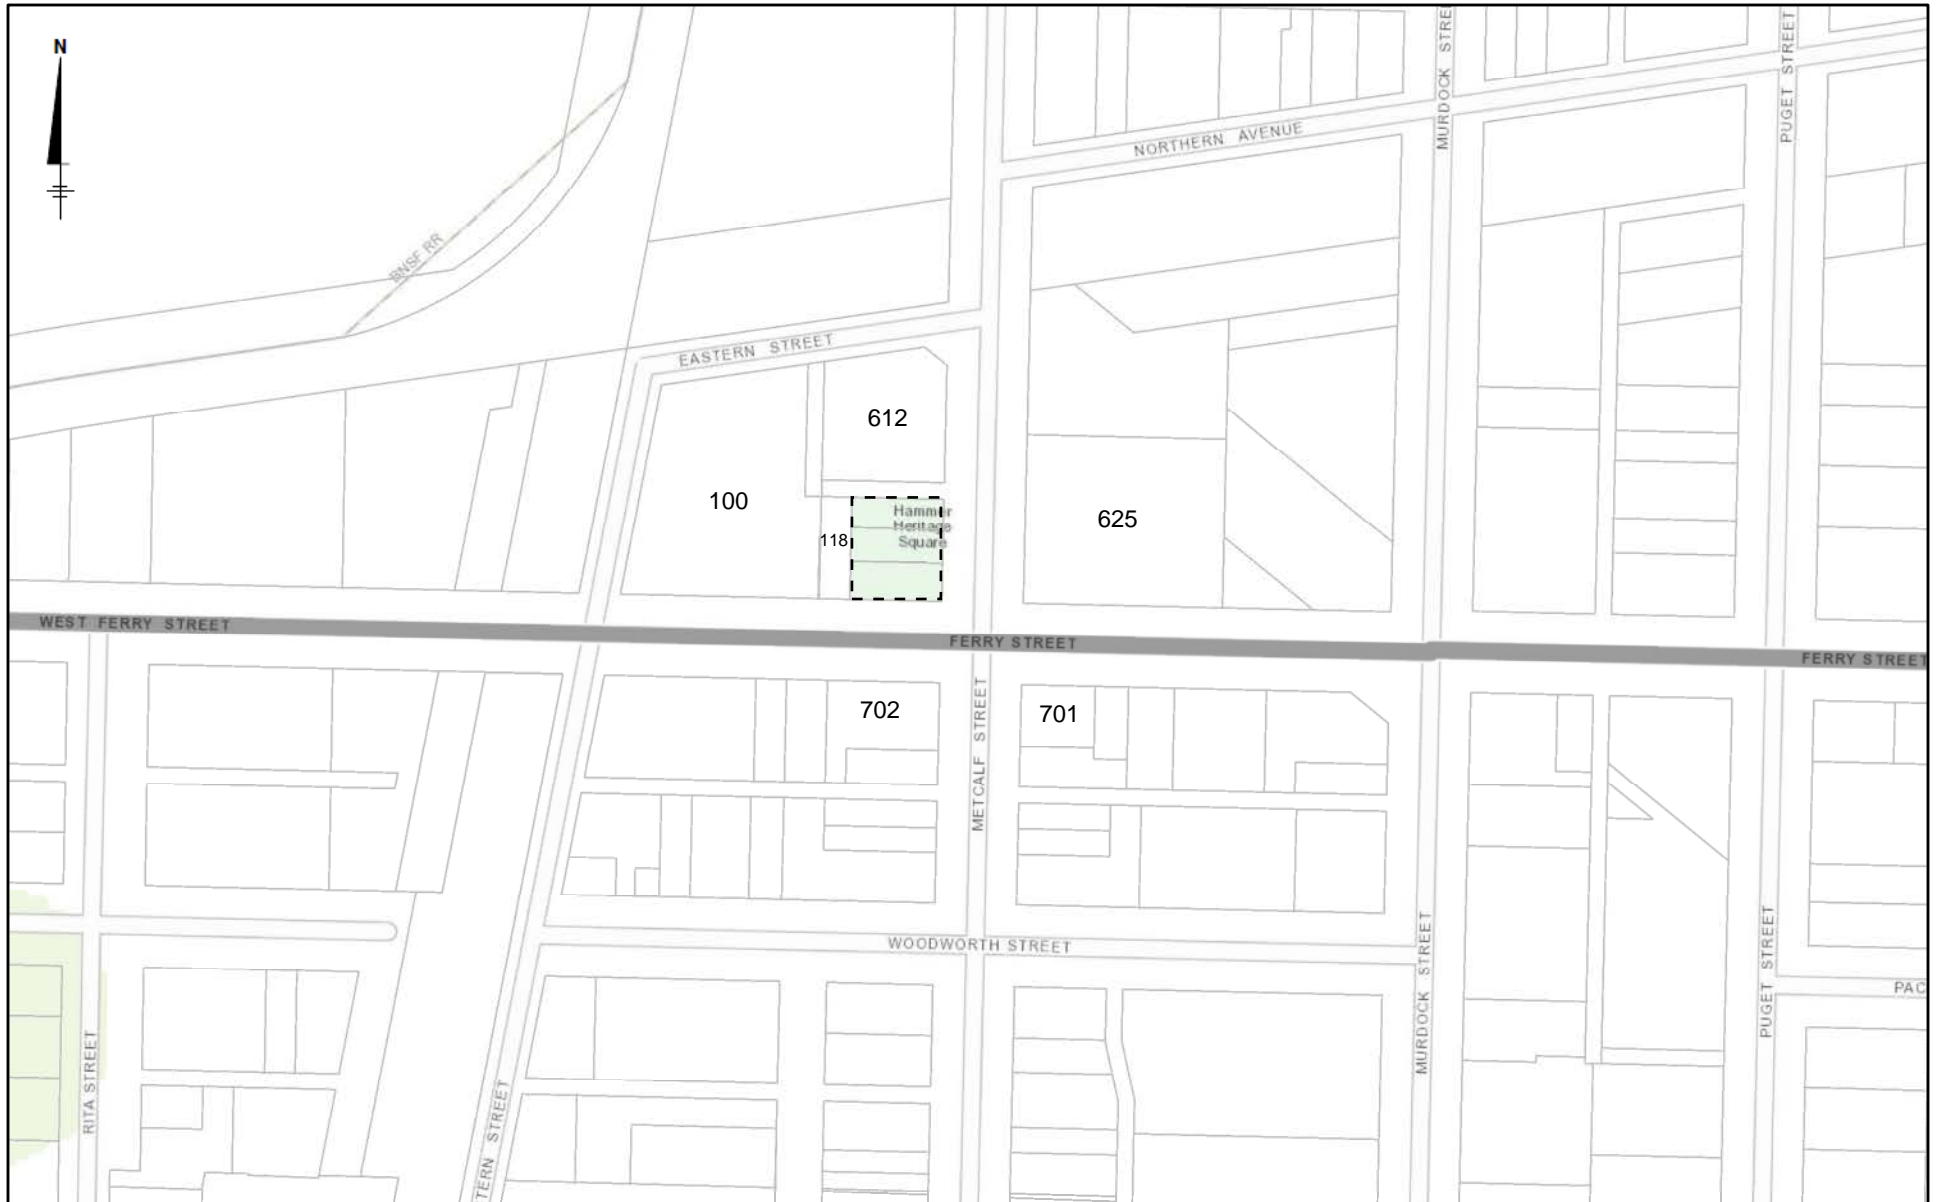 N
MURDOCK STREE
PUGET STREET
NORTHERN AVENUE
BNSF RR
EASTERN STREET
612
100
Hammer
Heritage
Square
118
625
WEST FERRY STREET
FERRY STREET
FERRY STREET
702
701
METCALF STREET
WOODWORTH STREET
MURDOCK STREET
PUGET STREET
PAC
RITA STREET
TERN STREET